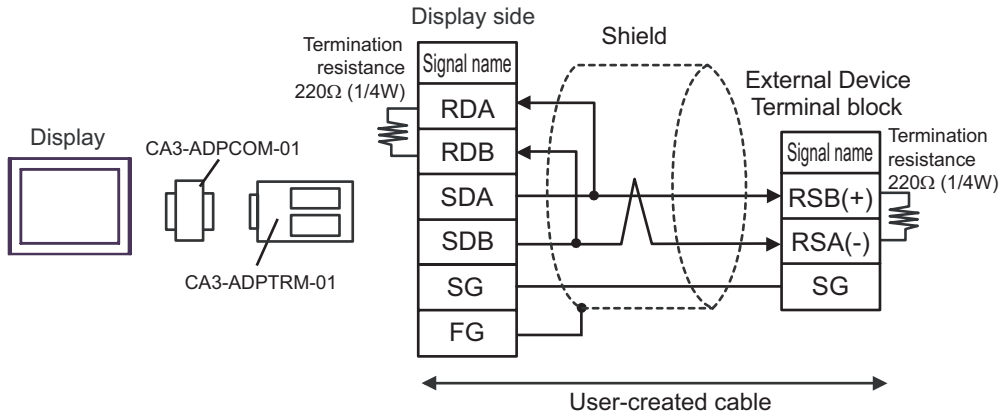 Display side
Termination
resistance
220Ω (1/4W)
Shield
External Device
Terminal block
Termination
resistance
220Ω (1/4W)
Display
CA3-ADPCOM-01
CA3-ADPTRM-01
Signal name
RDA
RDB
SDA
SDB
SG
FG
Signal name
RSB(+)
RSA(-)
SG
User-created cable